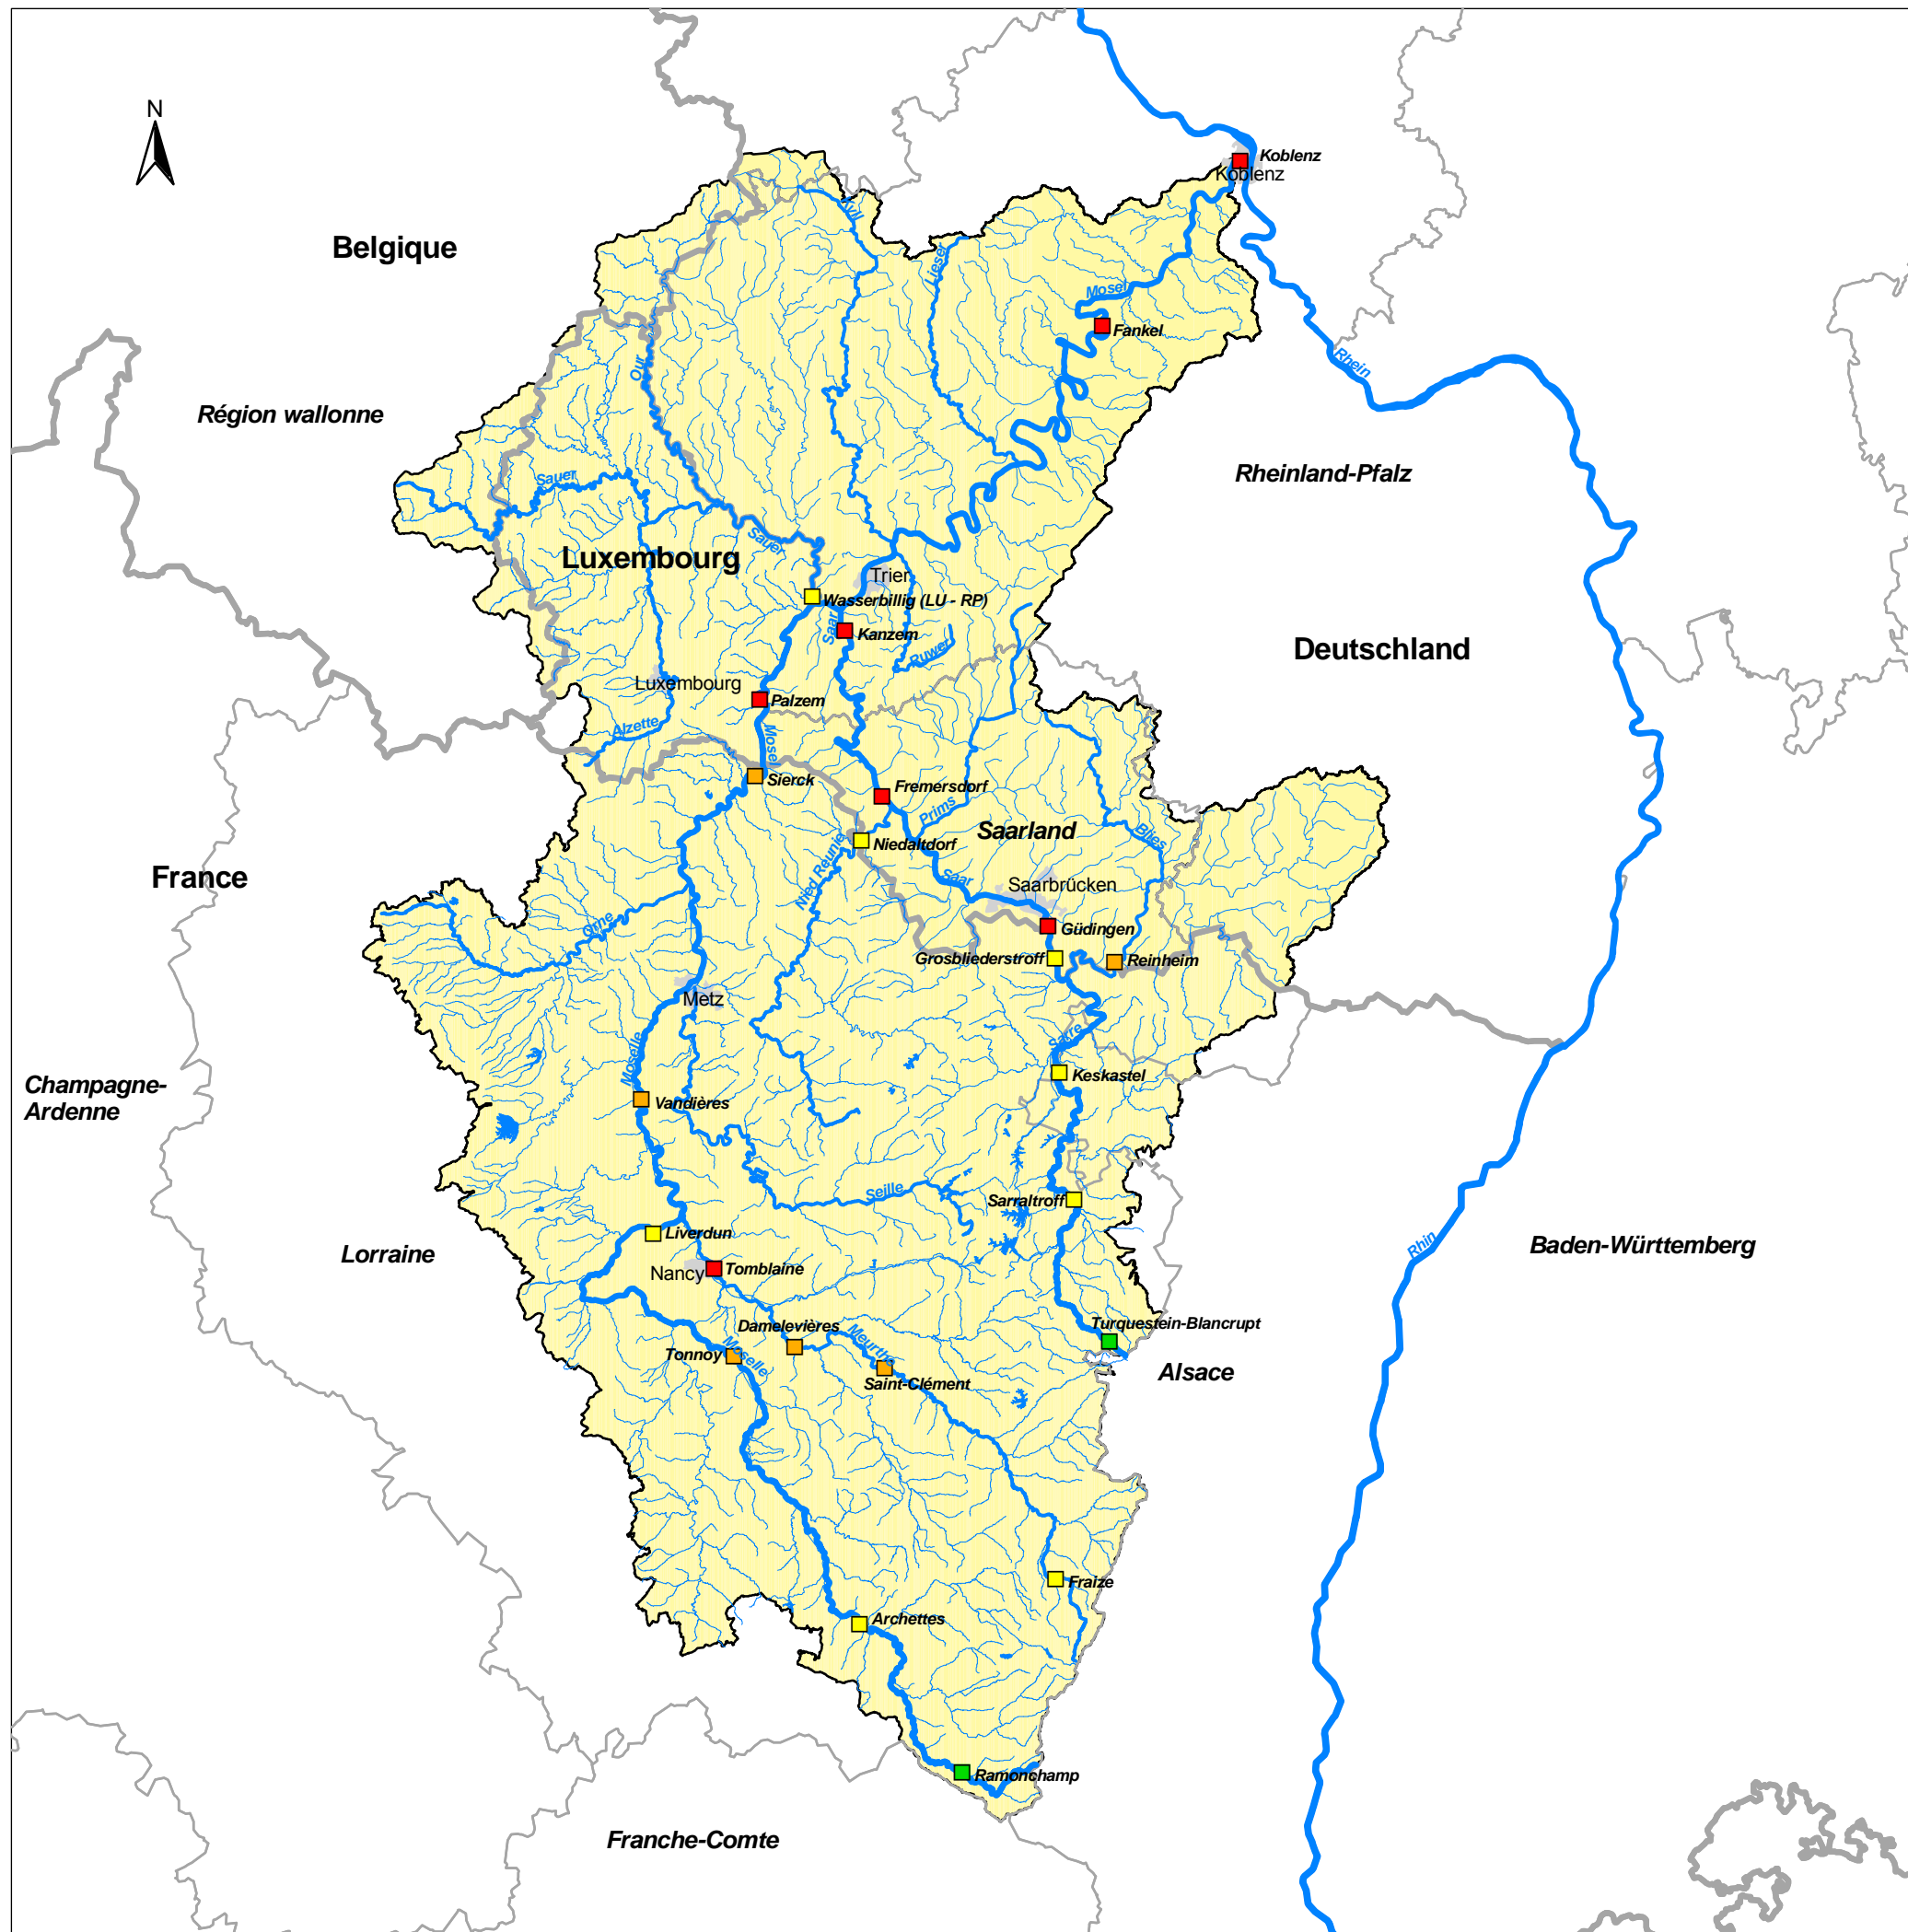 N
Koblenz
Koblenz
Kyll
Belgique
Lieser
Mosel
Fankel
Our
Rhein
Région wallonne
Rheinland-Pfalz
Sauer
Sauer
Luxembourg
Trier
Wasserbillig (LU - RP)
Saar
Kanzem
Ruwer
Deutschland
Luxembourg
Palzem
Alzette
Mosel
Sierck
Fremersdorf
Prims
Saarland
Blies
Niedaltdorf
Nied Reunie
France
Saar
Saarbrücken
Orne
Güdingen
Grosbliederstroff
Reinheim
Metz
Sarre
Moselle
Keskastel
Champagne-
Ardenne
Vandières
Seille
Sarraltroff
Liverdun
Lorraine
Rhin
Baden-Württemberg
Nancy
Tomblaine
Turquestein-Blancrupt
Damelevières
Meurthe
Tonnoy
Moselle
Alsace
Saint-Clément
Fraize
Archettes
Ramonchamp
Franche-Comte